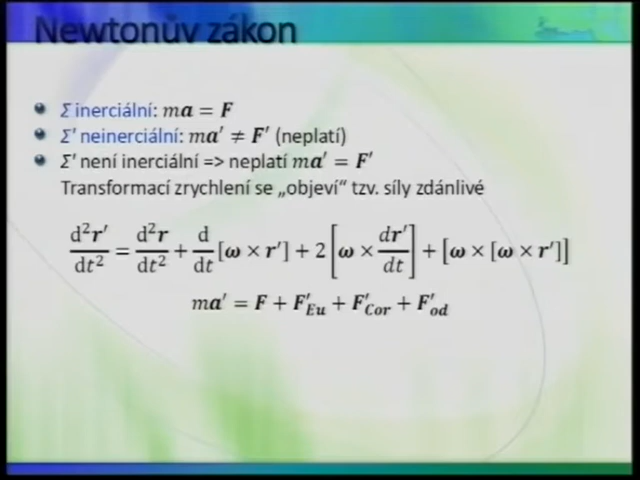 Newtonův zákon
Σ inerciální: ma = F
Σ′ neinerciální: ma′ ≠ F′ (neplatí)
Σ′ není inerciální => neplatí ma′ = F′
Transformací zrychlení se „objeví“ tzv. síly zdánlivé
d²r′/dt² = d²r/dt² + d/dt [ω × r′] + 2 [ω × dr′/dt] + [ω × [ω × r′]]
ma′ = F + F′Eu + F′Cor + F′od